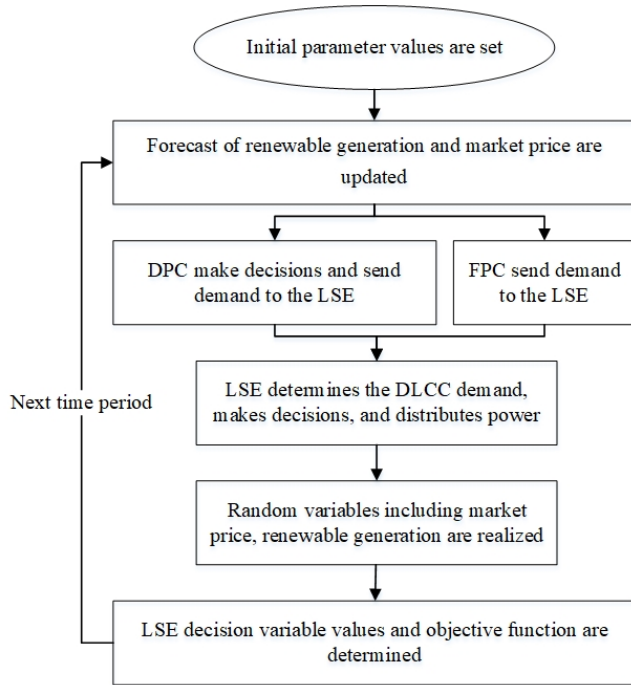 Initial parameter values are set
Forecast of renewable generation and market price are
updated
DPC make decisions and send
demand to the LSE
FPC send demand
to the LSE
LSE determines the DLCC demand,
makes decisions, and distributes power
Next time period
Random variables including market
price, renewable generation are realized
LSE decision variable values and objective function are
determined